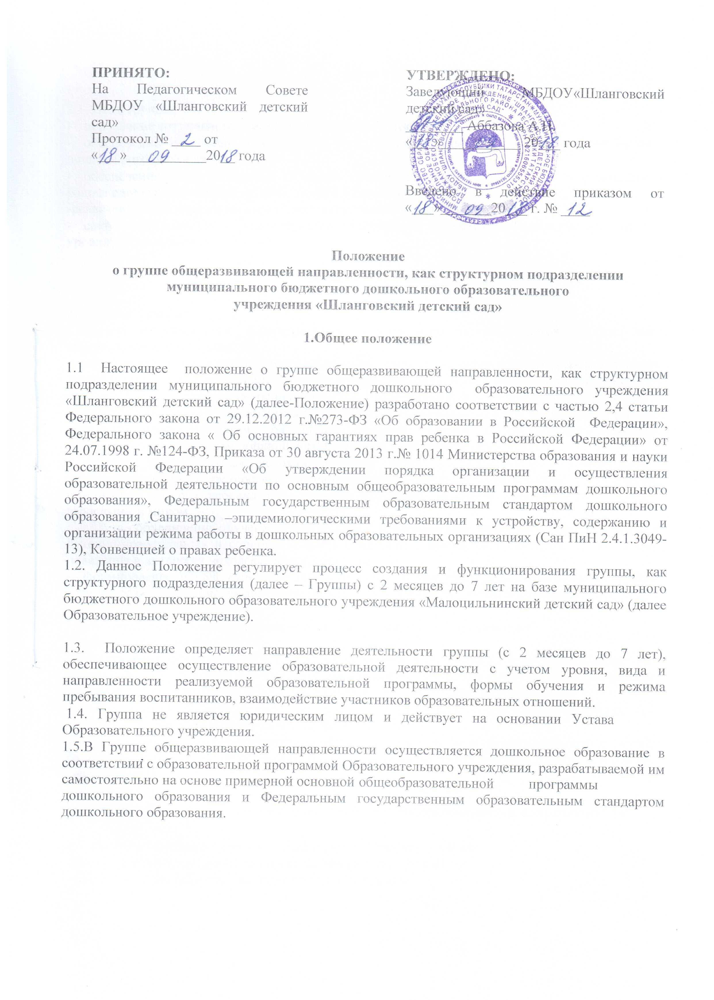 ПРИНЯТО:
На Педагогическом Совете
МБДОУ «Шланговский детский
сад»
Протокол № 2 от
«18 » 09 2018 года
УТВЕРЖДЕНО:
Заведующий МБДОУ«Шланговский
детский сад»
Аббазова А.Н
«18 » 09 2018 года
Введено в действие приказом от
«18 » 09 2018 г. № 12
Положение
о группе общеразвивающей направленности, как структурном подразделении
муниципального бюджетного дошкольного образовательного
учреждения «Шланговский детский сад»
1.Общее положение
1.1 Настоящее положение о группе общеразвивающей направленности, как структурном
подразделении муниципального бюджетного дошкольного образовательного учреждения
«Шланговский детский сад» (далее-Положение) разработано соответствии с частью 2,4 статьи
Федерального закона от 29.12.2012 г.№273-ФЗ «Об образовании в Российской Федерации»,
Федерального закона « Об основных гарантиях прав ребенка в Российской Федерации» от
24.07.1998 г. №124-ФЗ, Приказа от 30 августа 2013 г.№ 1014 Министерства образования и науки
Российской Федерации «Об утверждении порядка организации и осуществления
образовательной деятельности по основным общеобразовательным программам дошкольного
образования», Федеральным государственным образовательным стандартом дошкольного
образования Санитарно –эпидемиологическими требованиями к устройству, содержанию и
организации режима работы в дошкольных образовательных организациях (Сан ПиН 2.4.1.3049-
13), Конвенцией о правах ребенка.
1.2. Данное Положение регулирует процесс создания и функционирования группы, как
структурного подразделения (далее – Группы) с 2 месяцев до 7 лет на базе муниципального
бюджетного дошкольного образовательного учреждения «Малоцильнинский детский сад» (далее
Образовательное учреждение).
1.3. Положение определяет направление деятельности группы (с 2 месяцев до 7 лет),
обеспечивающее осуществление образовательной деятельности с учетом уровня, вида и
направленности реализуемой образовательной программы, формы обучения и режима
пребывания воспитанников, взаимодействие участников образовательных отношений.
1.4. Группа не является юридическим лицом и действует на основании Устава
Образовательного учреждения.
1.5.В Группе общеразвивающей направленности осуществляется дошкольное образование в
соответствии с образовательной программой Образовательного учреждения, разрабатываемой им
самостоятельно на основе примерной основной общеобразовательной программы
дошкольного образования и Федеральным государственным образовательным стандартом
дошкольного образования.